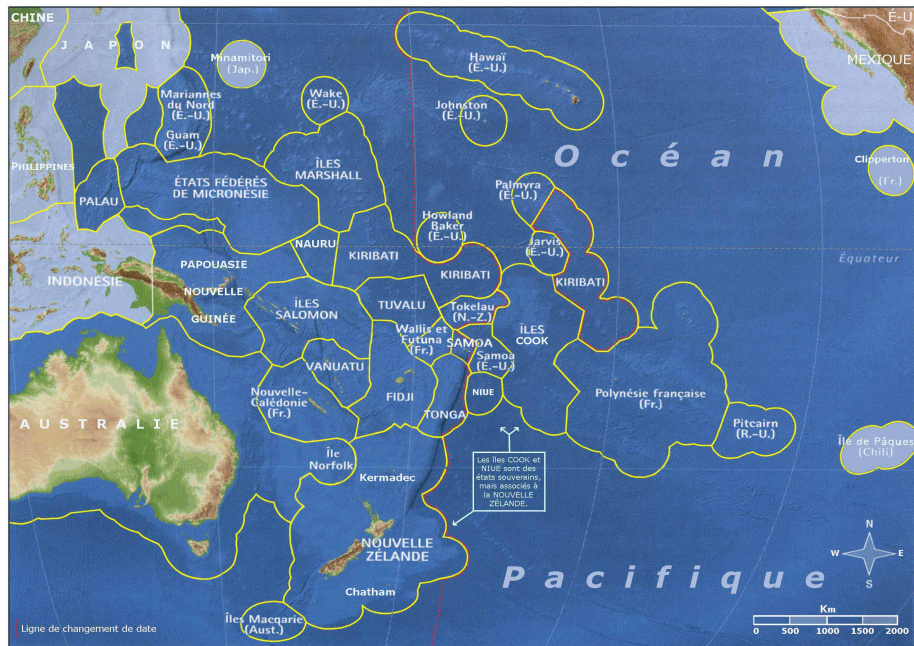 CHINE
É-U
J A P O N
Minamitori
(Jap.)
Hawaï
(É.-U.)
MEXIQUE
Mariannes
du Nord
(É.-U.)
Guam
(É.-U.)
Wake
(É.-U.)
Johnston
(É.-U.)
O c é a n
PHILIPPINES
PALAU
ÉTATS FÉDÉRÉS
DE MICRONÉSIE
ÎLES
MARSHALL
Palmyra
(É.-U.)
Clipperton
(Fr.)
Howland
Baker
(É.-U.)
Jarvis
(É.-U.)
NAURU
KIRIBATI
KIRIBATI
KIRIBATI
Équateur
INDONÉSIE
PAPOUASIE
NOUVELLE
GUINÉE
ÎLES
SALOMON
TUVALU
Tokelau
(N.-Z.)
ÎLES
COOK
Wallis et
Futuna
(Fr.)
SAMOA
Samoa
(É.-U.)
VANUATU
Nouvelle-
Calédonie
(Fr.)
FIDJI
TONGA
NIUE
Polynésie française
(Fr.)
Pitcairn
(R.-U.)
AUSTRALIE
Île de Pâques
(Chili)
Île
Norfolk
Kermadec
Les îles COOK et
NIUE sont des
états souverains,
mais associés à
la NOUVELLE
ZÉLANDE.
NOUVELLE
ZÉLANDE
Chatham
N
W
E
S
P a c i f i q u e
Îles Macqarie
(Aust.)
Ligne de changement de date
Km
0 500 1000 1500 2000